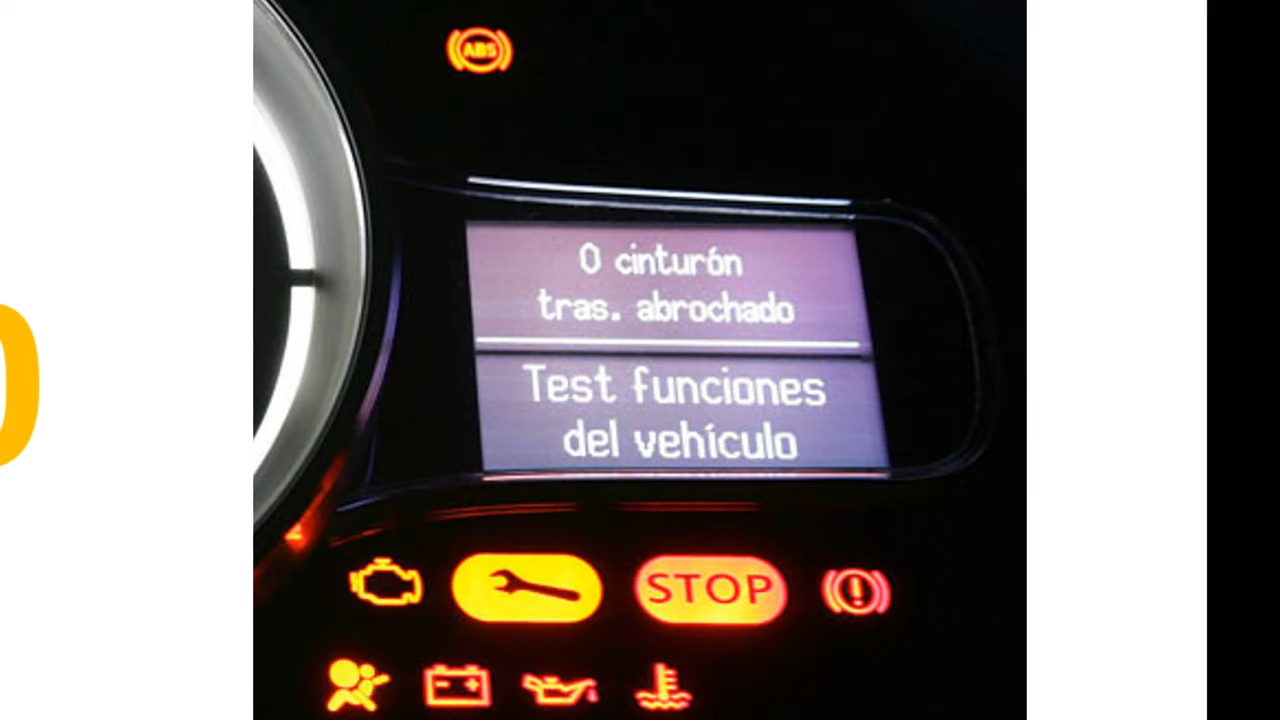 ABS
0 cinturón
tras. abrochado
Test funciones
del vehículo
STOP